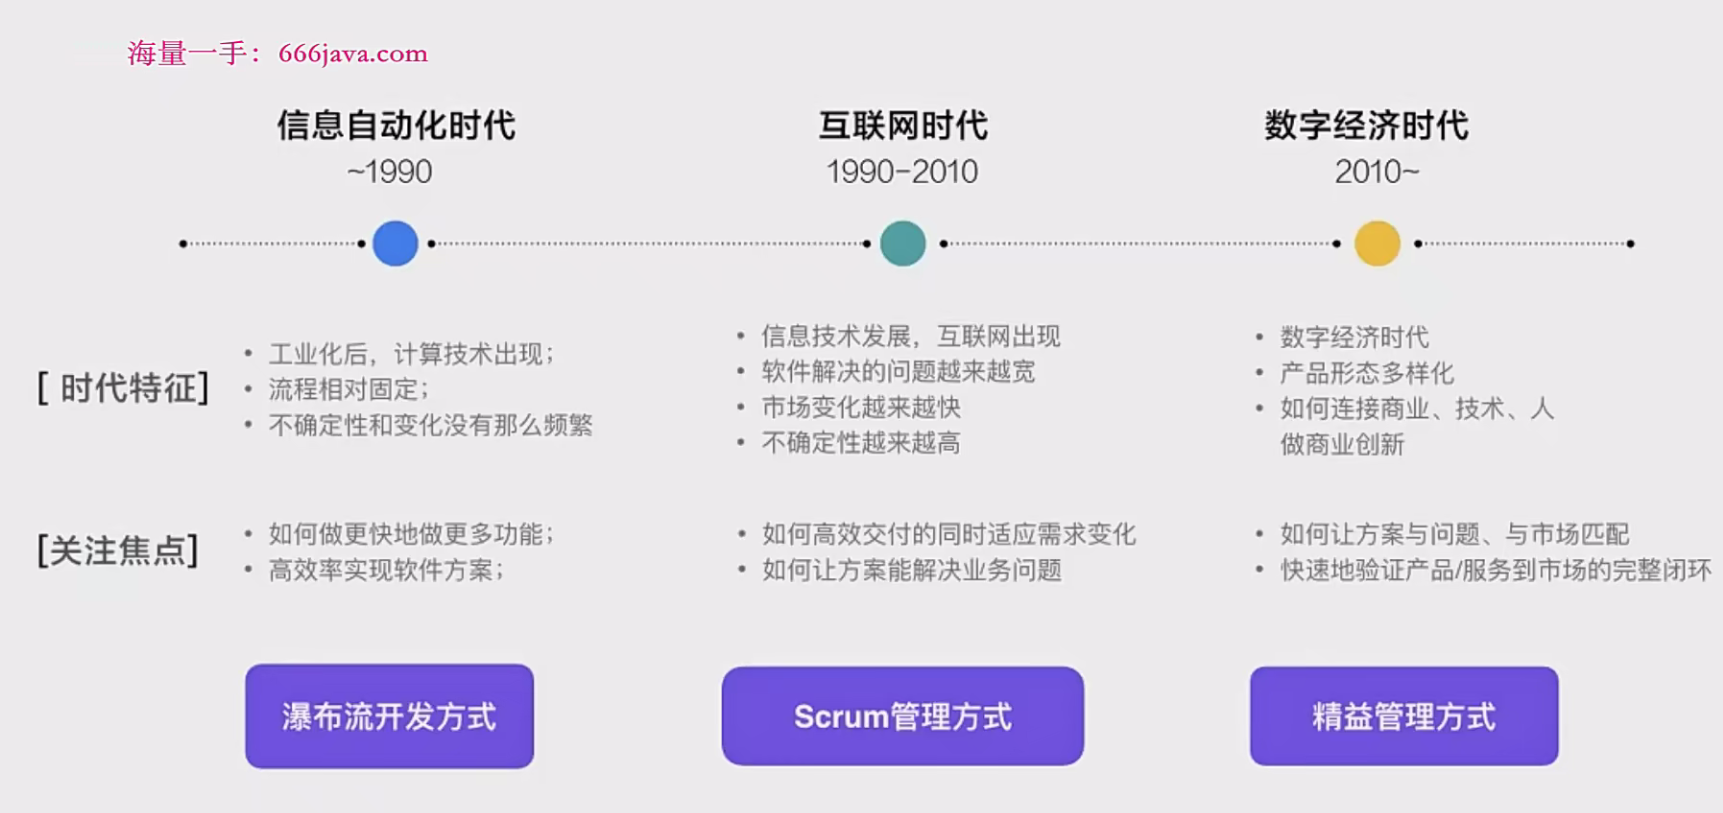 海量一手：666java.com
信息自动化时代
~1990
互联网时代
1990-2010
数字经济时代
2010~
[ 时代特征]
• 工业化后，计算技术出现；
• 流程相对固定；
• 不确定性和变化没有那么频繁
• 信息技术发展，互联网出现
• 软件解决的问题越来越宽
• 市场变化越来越快
• 不确定性越来越高
• 数字经济时代
• 产品形态多样化
• 如何连接商业、技术、人
做商业创新
[关注焦点]
• 如何做更快地做更多功能；
• 高效率实现软件方案；
• 如何高效交付的同时适应需求变化
• 如何让方案能解决业务问题
• 如何让方案与问题、与市场匹配
• 快速地验证产品/服务到市场的完整闭环
瀑布流开发方式
Scrum管理方式
精益管理方式